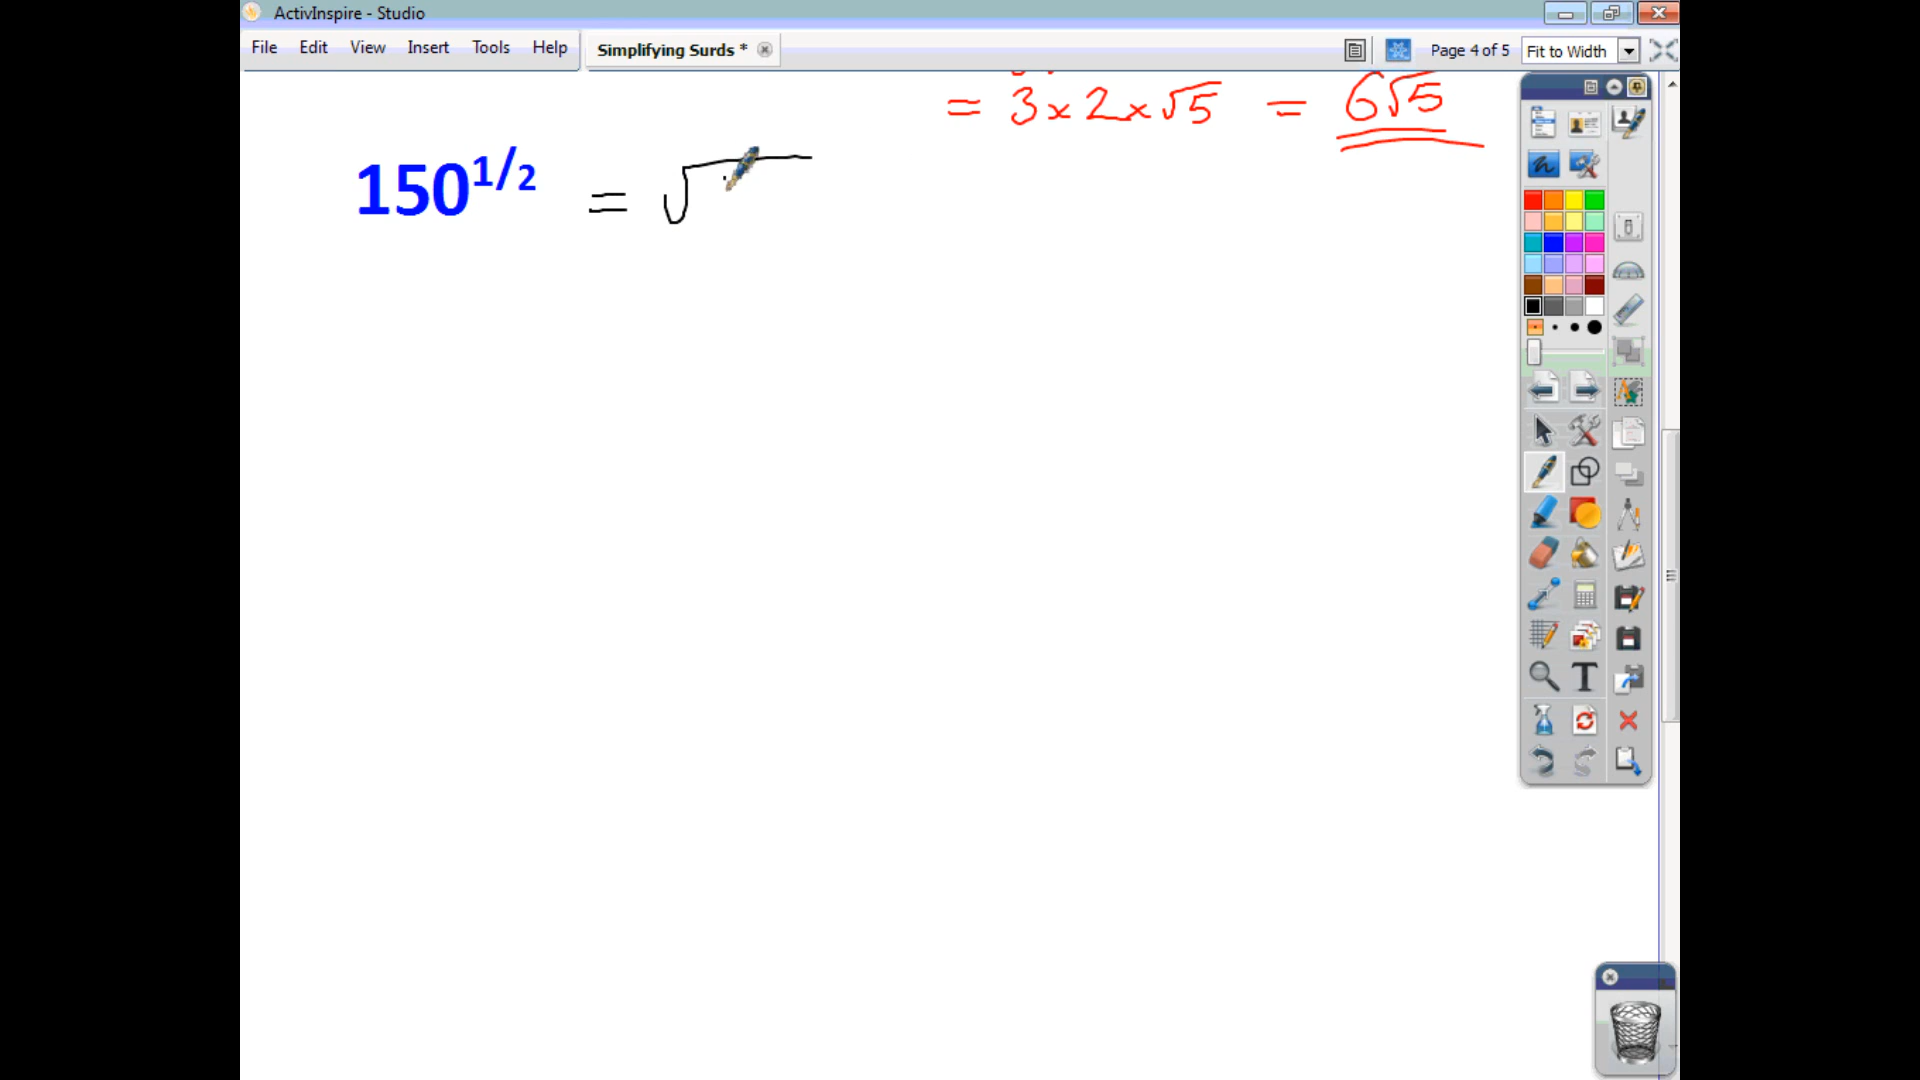 ActivInspire - Studio
File Edit View Insert Tools Help Simplifying Surds * Page 4 of 5 Fit to Width
= 3 x 2 x √5 = 6√5
150^1/2 = √